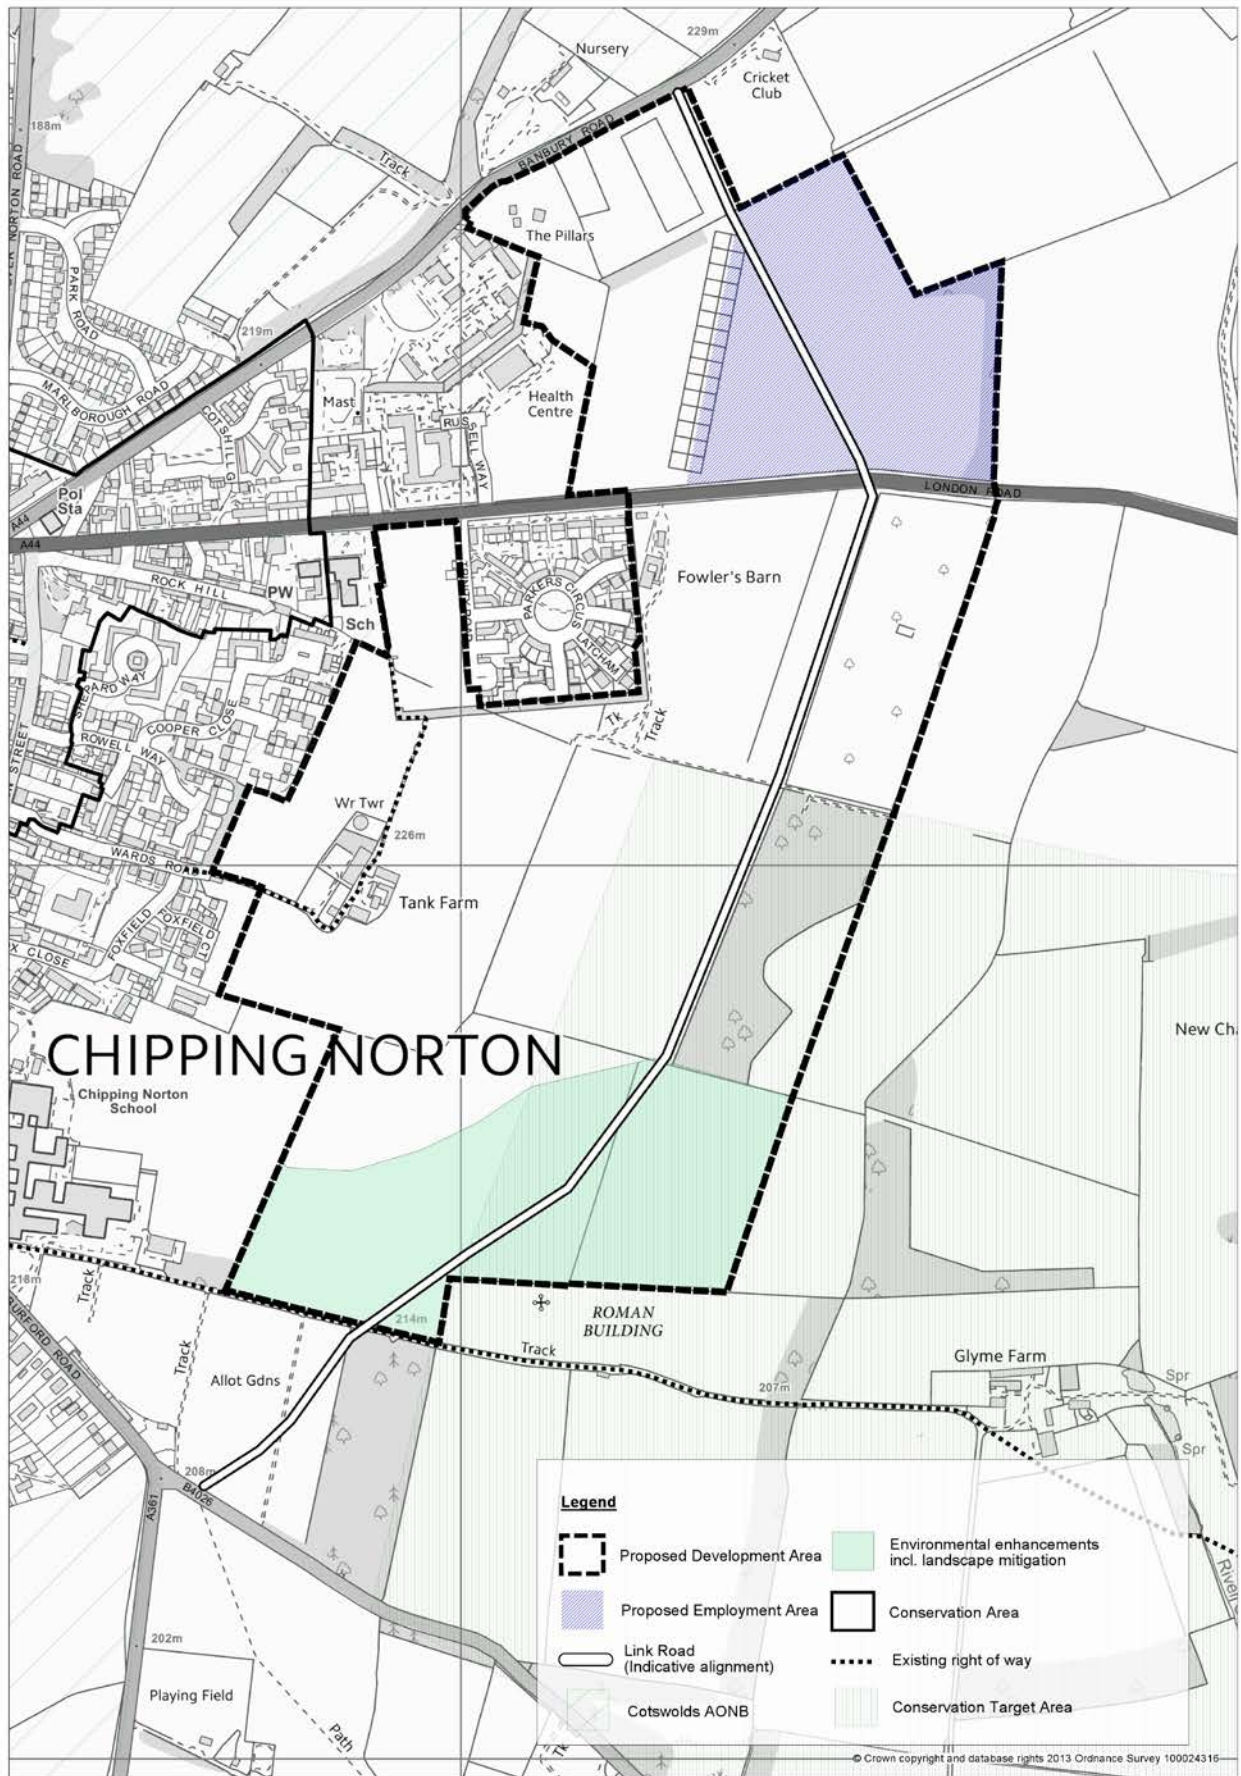 229m
Nursery
Cricket
Club
188m
BANBURY ROAD
Track
The Pillars
PARK ROAD
219m
MARLBOROUGH ROAD
Mast
Health
Centre
COTSHILL G
RUSSELL WAY
Pol
Sta
LONDON ROAD
A44
A44
ROCK HILL
PW
Sch
TRINITY ROAD
PARKERS CIRCUS
LATCHAM
Fowler's Barn
SHEPARD WAY
COOPER CLOSE
ROWELL WAY
STREET
Tk
Track
Wr Twr
226m
WARDS ROAD
Tank Farm
FOXFIELD
FOXFIELD CT
X CLOSE
New Ch
CHIPPING NORTON
Chipping Norton
School
218m
Track
BURFORD ROAD
Track
214m
ROMAN
BUILDING
Track
Allot Gdns
207m
Glyme Farm
Spr
Spr
208m
B4026
A361
202m
Playing Field
Path
Tk
Legend
Proposed Development Area
Environmental enhancements
incl. landscape mitigation
Proposed Employment Area
Conservation Area
Link Road
(Indicative alignment)
Existing right of way
Cotswolds AONB
Conservation Target Area
© Crown copyright and database rights 2013 Ordnance Survey 100024316